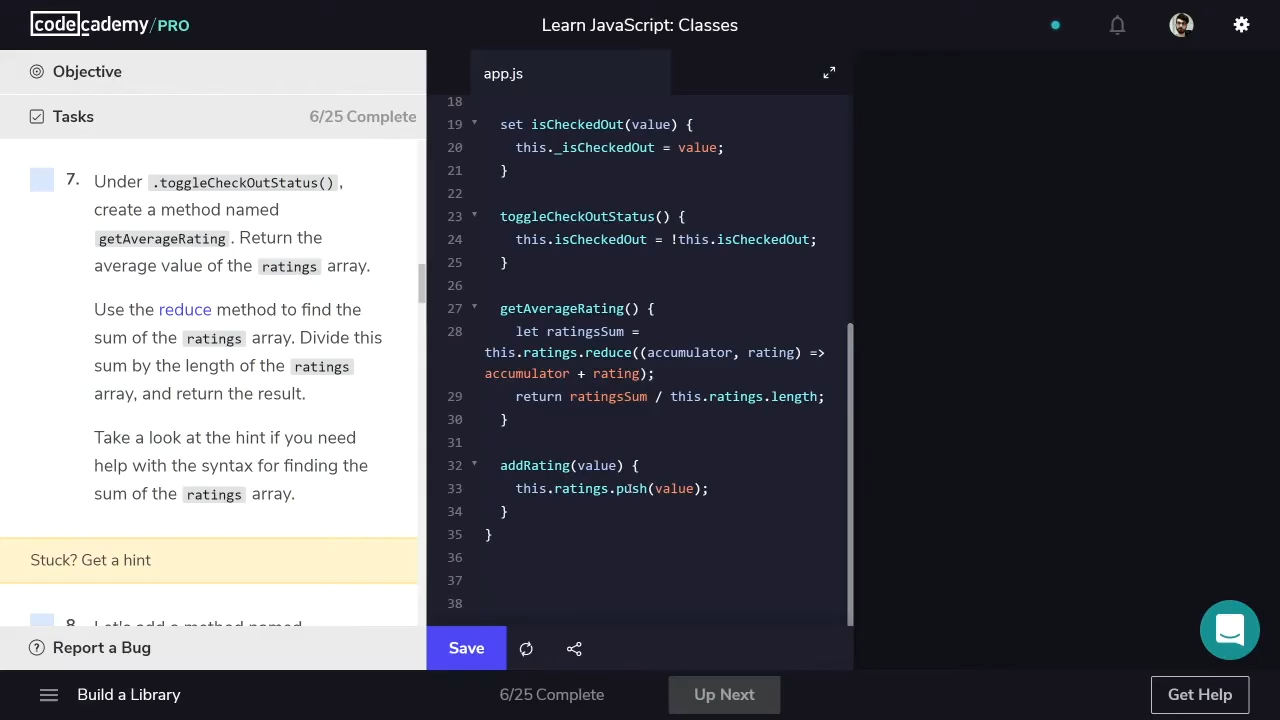 codecademy/PRO
Learn JavaScript: Classes
Objective
Tasks
6/25 Complete
7. Under .toggleCheckOutStatus(),
create a method named
getAverageRating. Return the
average value of the ratings array.
Use the reduce method to find the
sum of the ratings array. Divide this
sum by the length of the ratings
array, and return the result.
Take a look at the hint if you need
help with the syntax for finding the
sum of the ratings array.
Stuck? Get a hint
8. Let's add a method named
Report a Bug
app.js
18
19 set isCheckedOut(value) {
20 this._isCheckedOut = value;
21 }
22
23 toggleCheckOutStatus() {
24 this.isCheckedOut = !this.isCheckedOut;
25 }
26
27 getAverageRating() {
28 let ratingsSum =
this.ratings.reduce((accumulator, rating) =>
accumulator + rating);
29 return ratingsSum / this.ratings.length;
30 }
31
32 addRating(value) {
33 this.ratings.push(value);
34 }
35 }
36
37
38
Save
Build a Library
6/25 Complete
Up Next
Get Help